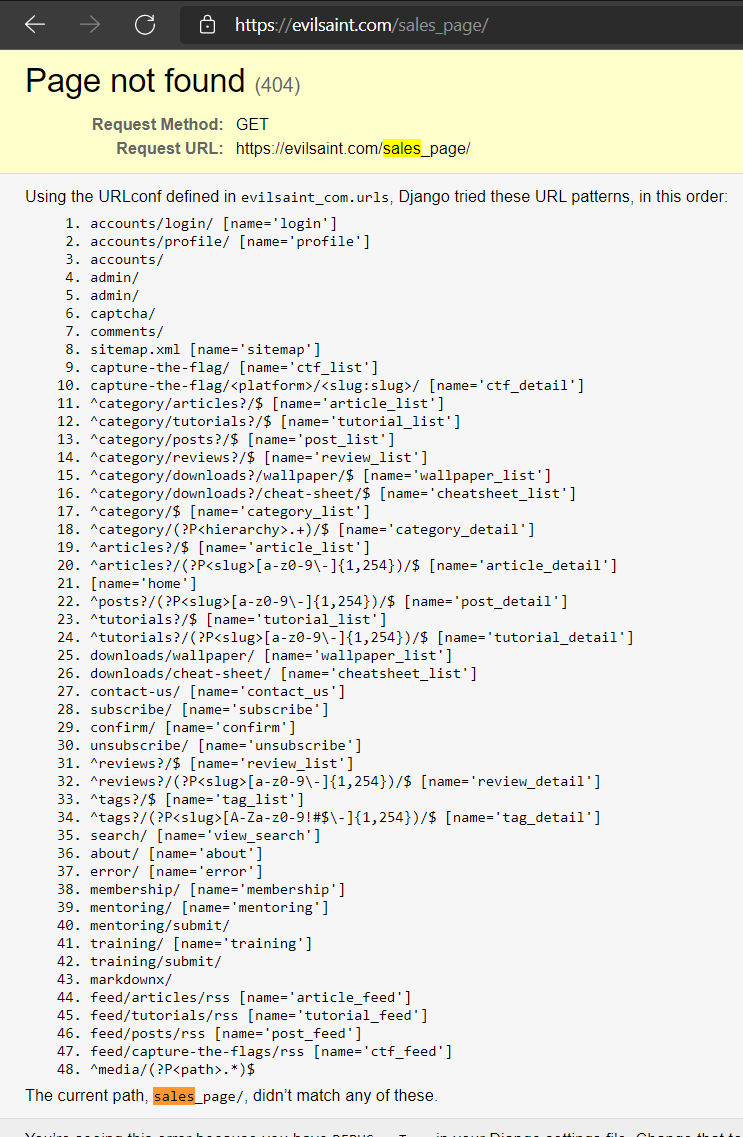 https://evilsaint.com/sales_page/
Page not found (404)
Request Method: GET
Request URL: https://evilsaint.com/sales_page/
Using the URLconf defined in evilsaint_com.urls, Django tried these URL patterns, in this order:
1. accounts/login/ [name='login']
2. accounts/profile/ [name='profile']
3. accounts/
4. admin/
5. admin/
6. captcha/
7. comments/
8. sitemap.xml [name='sitemap']
9. capture-the-flag/ [name='ctf_list']
10. capture-the-flag/<platform>/<slug:slug>/ [name='ctf_detail']
11. ^category/articles?/$ [name='article_list']
12. ^category/tutorials?/$ [name='tutorial_list']
13. ^category/posts?/$ [name='post_list']
14. ^category/reviews?/$ [name='review_list']
15. ^category/downloads?/wallpaper/$ [name='wallpaper_list']
16. ^category/downloads?/cheat-sheet/$ [name='cheatsheet_list']
17. ^category/$ [name='category_list']
18. ^category/(?P<hierarchy>.+)/$ [name='category_detail']
19. ^articles?/$ [name='article_list']
20. ^articles?/(?P<slug>[a-z0-9\-]{1,254})/$ [name='article_detail']
21. [name='home']
22. ^posts?/(?P<slug>[a-z0-9\-]{1,254})/$ [name='post_detail']
23. ^tutorials?/$ [name='tutorial_list']
24. ^tutorials?/(?P<slug>[a-z0-9\-]{1,254})/$ [name='tutorial_detail']
25. downloads/wallpaper/ [name='wallpaper_list']
26. downloads/cheat-sheet/ [name='cheatsheet_list']
27. contact-us/ [name='contact_us']
28. subscribe/ [name='subscribe']
29. confirm/ [name='confirm']
30. unsubscribe/ [name='unsubscribe']
31. ^reviews?/$ [name='review_list']
32. ^reviews?/(?P<slug>[a-z0-9\-]{1,254})/$ [name='review_detail']
33. ^tags?/$ [name='tag_list']
34. ^tags?/(?P<slug>[A-Za-z0-9!#$\-]{1,254})/$ [name='tag_detail']
35. search/ [name='view_search']
36. about/ [name='about']
37. error/ [name='error']
38. membership/ [name='membership']
39. mentoring/ [name='mentoring']
40. mentoring/submit/
41. training/ [name='training']
42. training/submit/
43. markdownx/
44. feed/articles/rss [name='article_feed']
45. feed/tutorials/rss [name='tutorial_feed']
46. feed/posts/rss [name='post_feed']
47. feed/capture-the-flags/rss [name='ctf_feed']
48. ^media/(?P<path>.*)$
The current path, sales_page/, didn't match any of these.